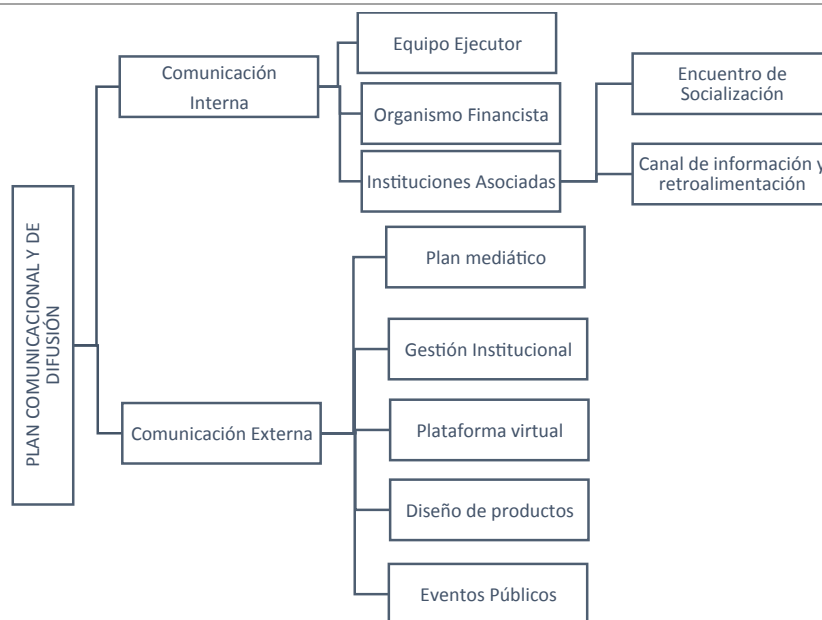 PLAN COMUNICACIONAL Y DE
DIFUSIÓN
Comunicación
Interna
Equipo Ejecutor
Organismo Financista
Instituciones Asociadas
Encuentro de
Socialización
Canal de información y
retroalimentación
Comunicación Externa
Plan mediático
Gestión Institucional
Plataforma virtual
Diseño de productos
Eventos Públicos